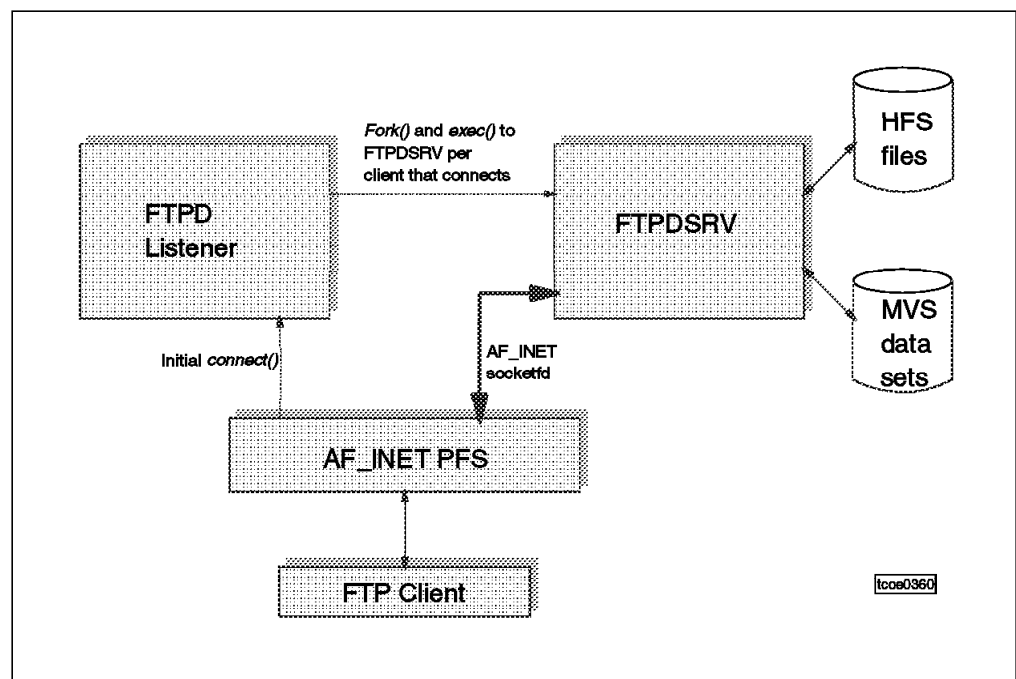 Fork() and exec() to
FTPDSRV per
client that connects
HFS
files
FTPD
Listener
FTPDSRV
MVS
data
sets
Initial connect()
AF_INET
socketfd
AF_INET PFS
FTP Client
tcoe0360